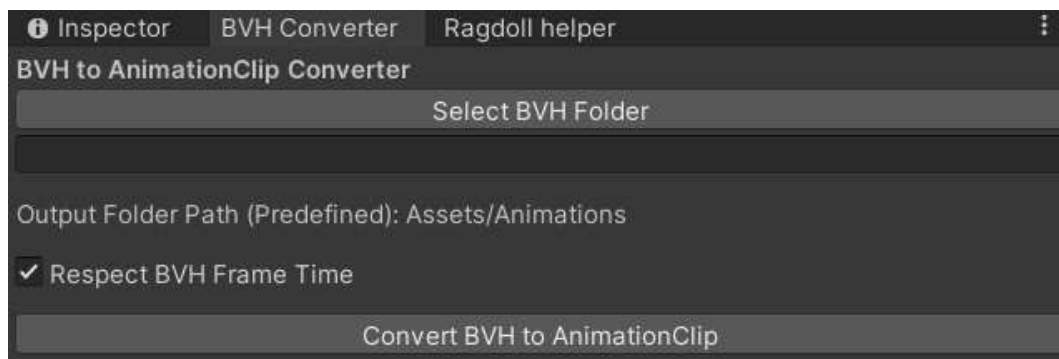 Inspector BVH Converter Ragdoll helper
BVH to AnimationClip Converter
Select BVH Folder
Output Folder Path (Predefined): Assets/Animations
Respect BVH Frame Time
Convert BVH to AnimationClip